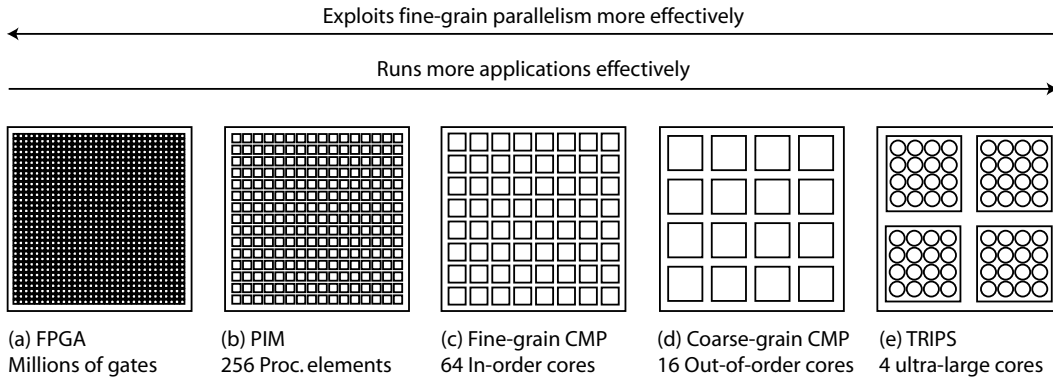 Exploits fine-grain parallelism more effectively
Runs more applications effectively
(a) FPGA
Millions of gates
(b) PIM
256 Proc. elements
(c) Fine-grain CMP
64 In-order cores
(d) Coarse-grain CMP
16 Out-of-order cores
(e) TRIPS
4 ultra-large cores